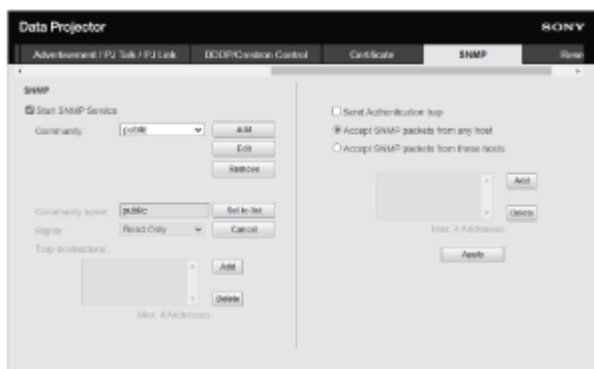 Data Projector
SONY
Advertisement / PJ Talk / PJ Link
DDDP/Crestron Control
Certificate
SNMP
Rese
SNMP
Start SNMP Service
Community:
public
Add
Edit
Remove
Community name:
public
Set to list
Rights:
Read Only
Cancel
Trap destinations:
Add
Delete
Max. 4 Addresses
Send Authentication trap
Accept SNMP packets from any host
Accept SNMP packets from these hosts
Add
Delete
Max. 4 Addresses
Apply